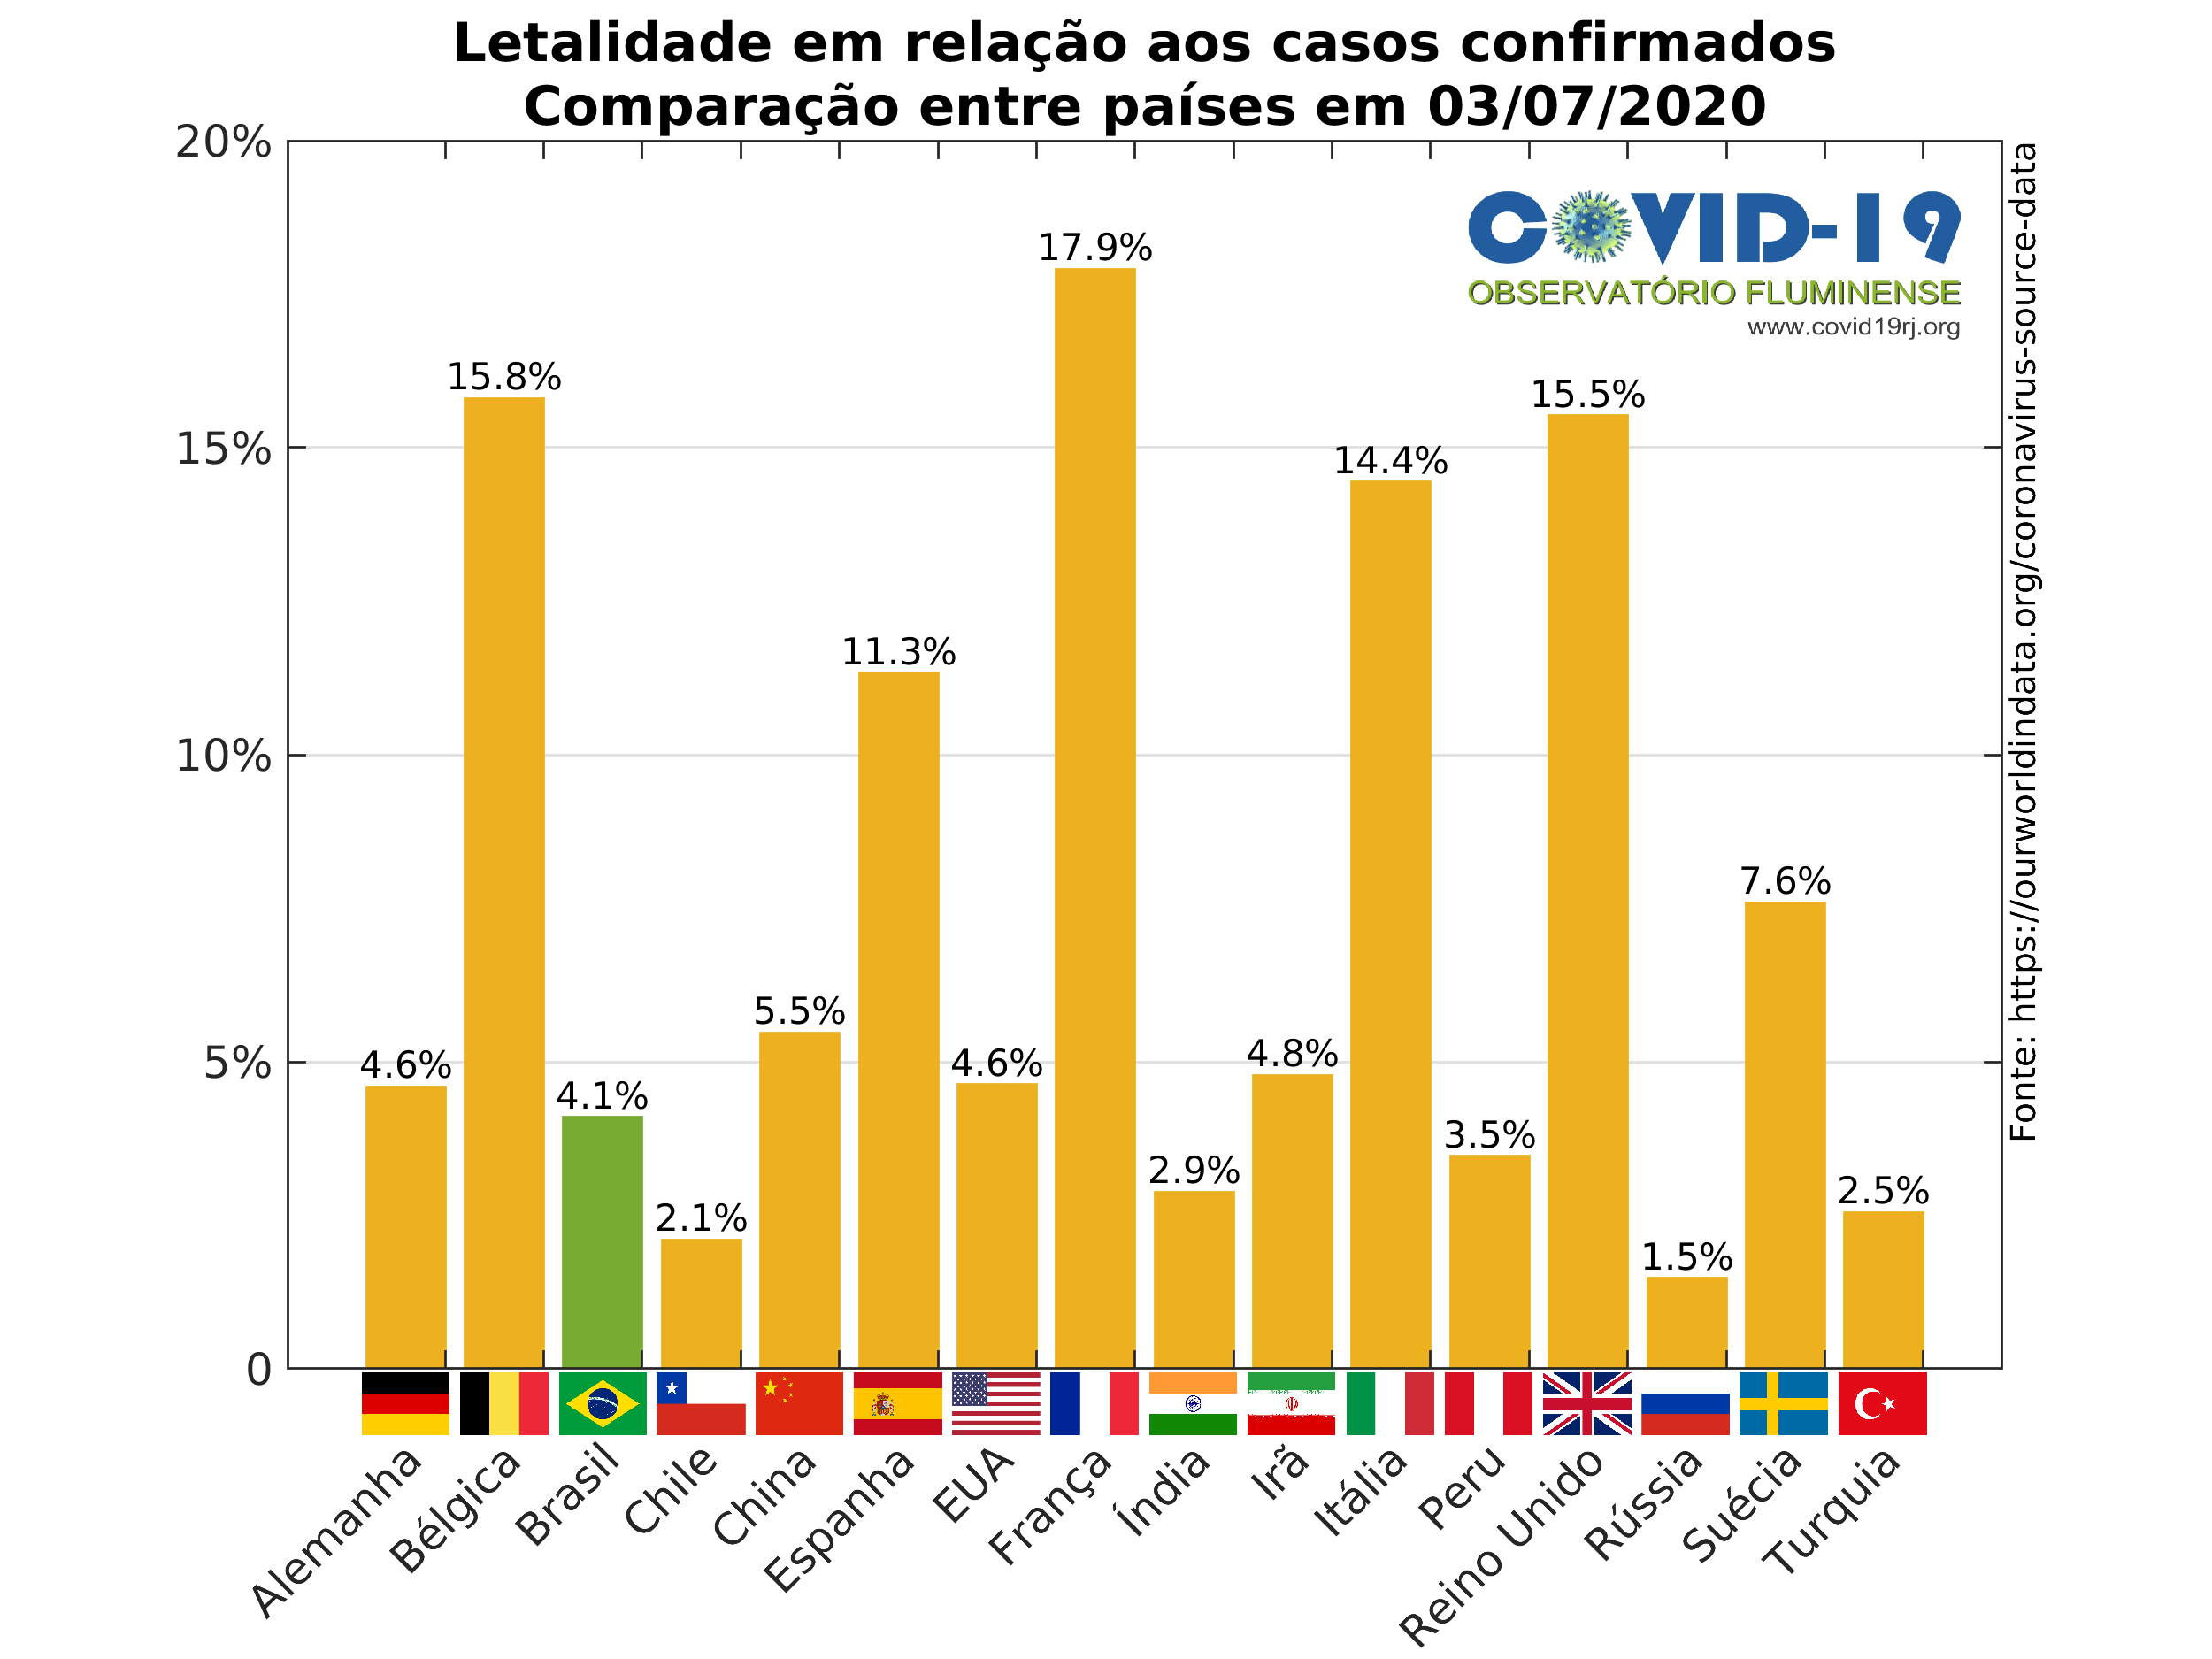 Letalidade em relação aos casos confirmados
Comparação entre países em 03/07/2020
20%
15%
10%
5%
0
COVID-19
OBSERVATÓRIO FLUMINENSE
www.covid19rj.org
4.6%
15.8%
4.1%
2.1%
5.5%
11.3%
4.6%
17.9%
2.9%
4.8%
14.4%
3.5%
15.5%
1.5%
7.6%
2.5%
Alemanha
Bélgica
Brasil
Chile
China
Espanha
EUA
França
Índia
Irã
Itália
Peru
Reino Unido
Rússia
Suécia
Turquia
Fonte: https://ourworldindata.org/coronavirus-source-data